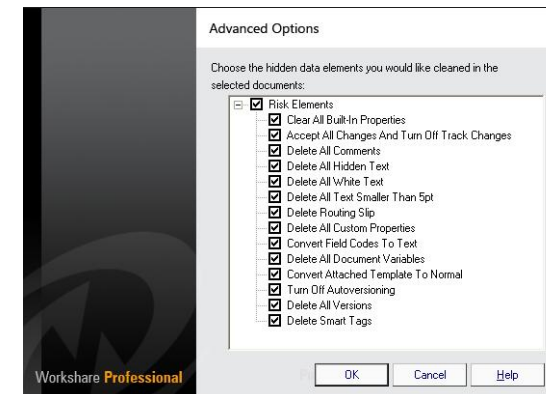 Advanced Options
Choose the hidden data elements you would like cleaned in the
selected documents:
Risk Elements
Clear All Built-In Properties
Accept All Changes And Turn Off Track Changes
Delete All Comments
Delete All Hidden Text
Delete All White Text
Delete All Text Smaller Than 5pt
Delete Routing Slip
Delete All Custom Properties
Convert Field Codes To Text
Delete All Document Variables
Convert Attached Template To Normal
Turn Off Autoversioning
Delete All Versions
Delete Smart Tags
Workshare Professional
OK
Cancel
Help